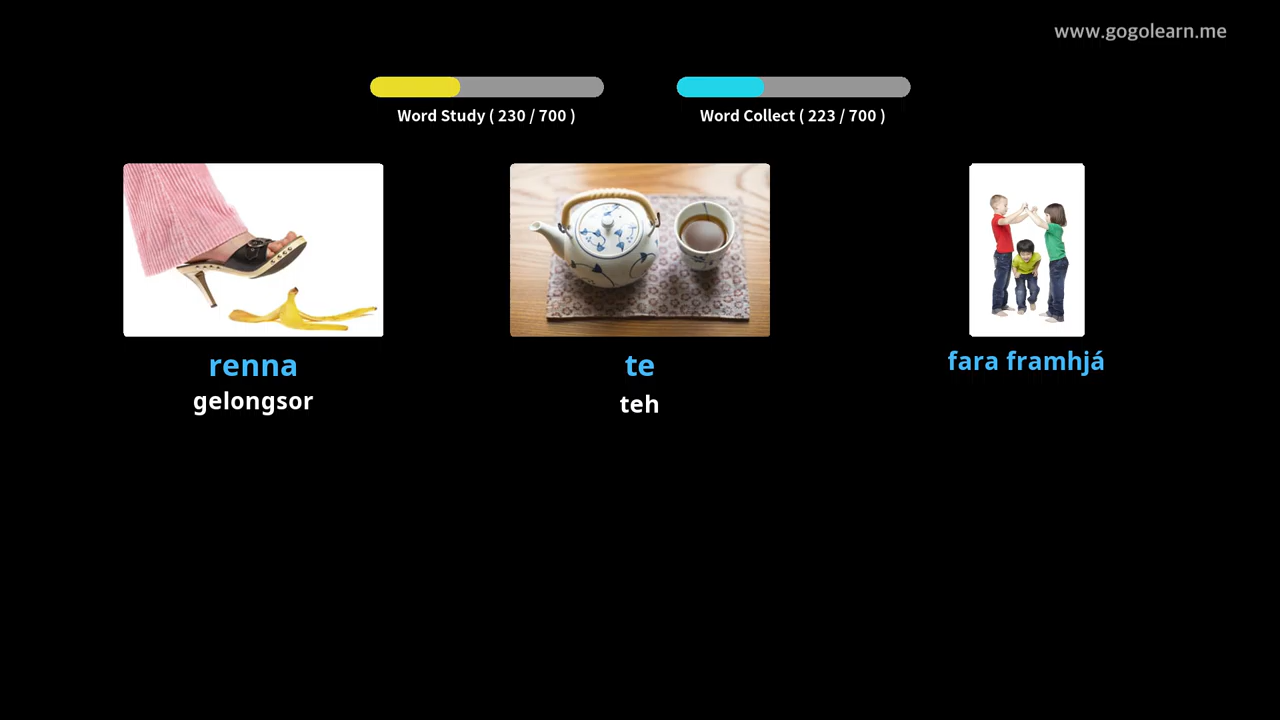 www.gogolearn.me
Word Study ( 230 / 700 )
Word Collect ( 223 / 700 )
renna
gelongsor
te
teh
fara framhjá